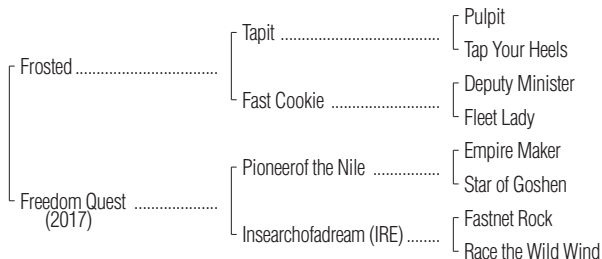 Pulpit
Tapit ................................................
Tap Your Heels
Frosted ...........................................
Deputy Minister
Fast Cookie .................................
Fleet Lady
Empire Maker
Pioneerof the Nile ....................
Star of Goshen
Freedom Quest .........................
(2017)
Fastnet Rock
Insearchofadream (IRE) ..........
Race the Wild Wind